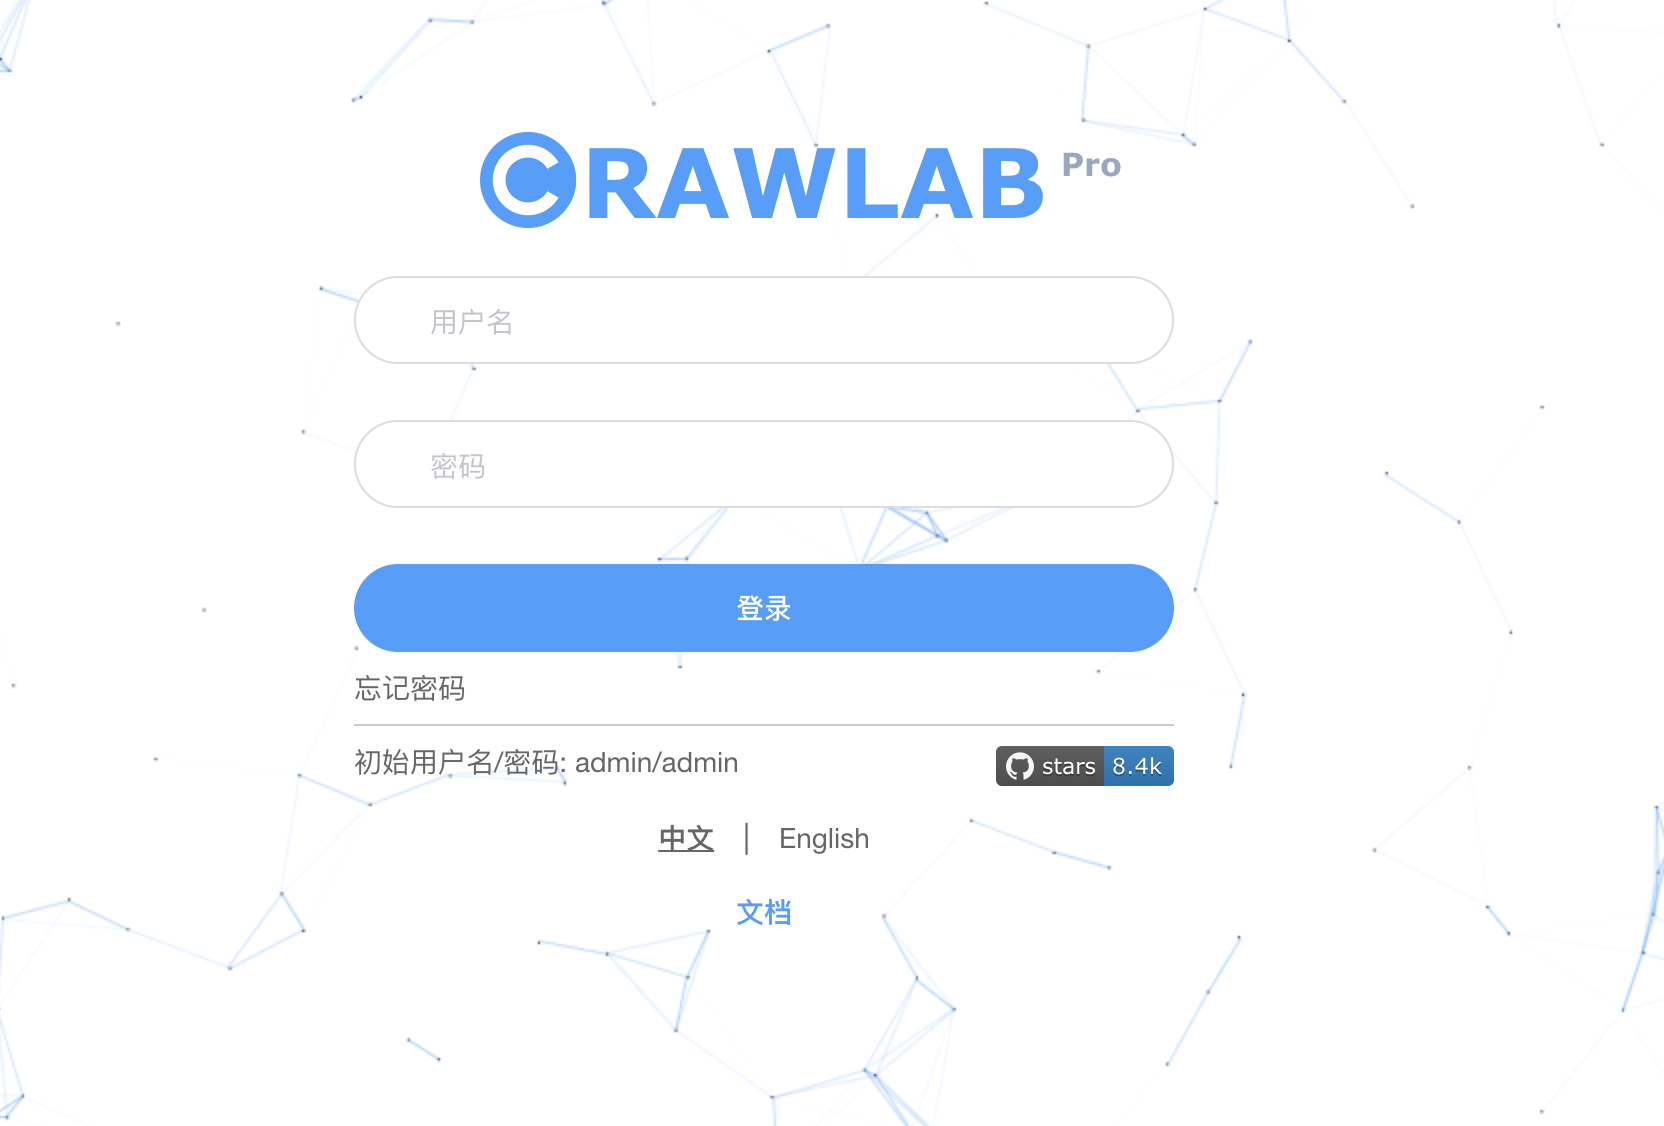 CRAWLAB Pro
用户名
密码
登录
忘记密码
初始用户名/密码: admin/admin
stars 8.4k
中文 | English
文档